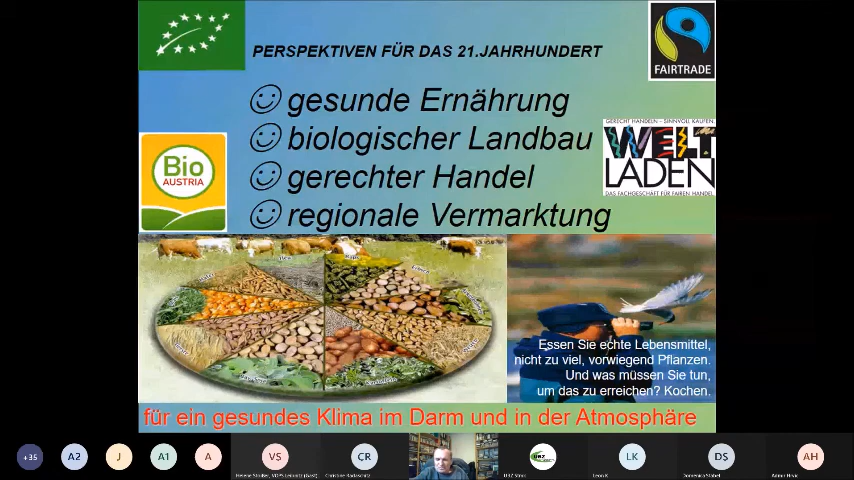 PERSPEKTIVEN FÜR DAS 21.JAHRHUNDERT
FAIRTRADE
gesunde Ernährung
biologischer Landbau
gerechter Handel
regionale Vermarktung
Bio
AUSTRIA
GERECHT HANDELN - SINNVOLL KAUFEN.
WELT
LADEN
DAS FACHGESCHÄFT FÜR FAIREN HANDEL
Essen Sie echte Lebensmittel,
nicht zu viel, vorwiegend Pflanzen.
Und was müssen Sie tun,
um das zu erreichen? Kochen.
für ein gesundes Klima im Darm und in der Atmosphäre
+35
A2
J
A1
A
VS
CR
UBZ
LK
DS
AH
Leon K